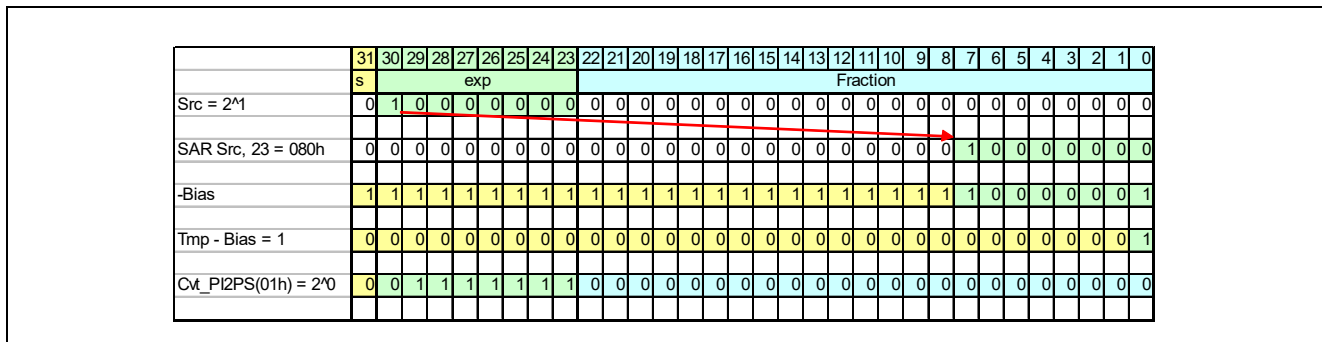 31 30 29 28 27 26 25 24 23 22 21 20 19 18 17 16 15 14 13 12 11 10 9 8 7 6 5 4 3 2 1 0
s exp Fraction
Src = 2^1 0 1 0 0 0 0 0 0 0 0 0 0 0 0 0 0 0 0 0 0 0 0 0 0 0 0 0 0 0 0 0 0
SAR Src, 23 = 080h 0 0 0 0 0 0 0 0 0 0 0 0 0 0 0 0 0 0 0 0 0 0 0 0 1 0 0 0 0 0 0 0
-Bias 1 1 1 1 1 1 1 1 1 1 1 1 1 1 1 1 1 1 1 1 1 1 1 1 1 0 0 0 0 0 0 1
Tmp - Bias = 1 0 0 0 0 0 0 0 0 0 0 0 0 0 0 0 0 0 0 0 0 0 0 0 0 0 0 0 0 0 0 0 1
Cvt_PI2PS(01h) = 2^0 0 0 1 1 1 1 1 1 1 0 0 0 0 0 0 0 0 0 0 0 0 0 0 0 0 0 0 0 0 0 0 0